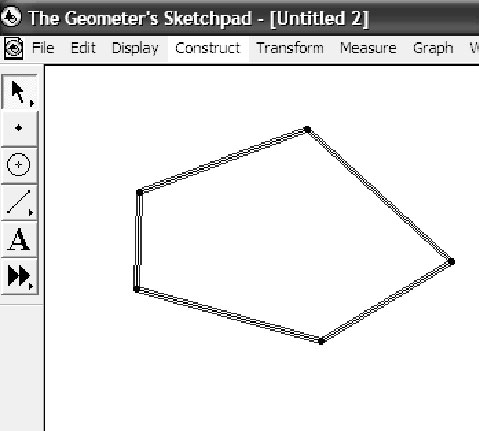 The Geometer's Sketchpad - [Untitled 2]
File Edit Display Construct Transform Measure Graph
A